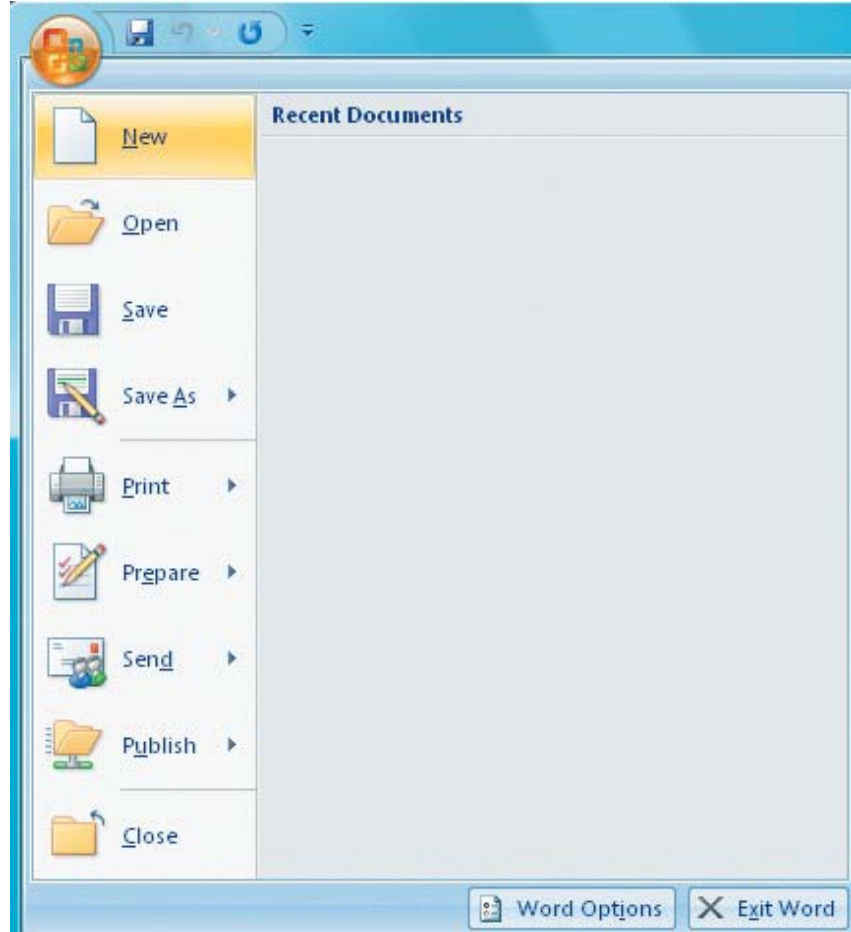 Recent Documents
New
Open
Save
Save As
Print
Prepare
Send
Publish
Close
Word Options
Exit Word